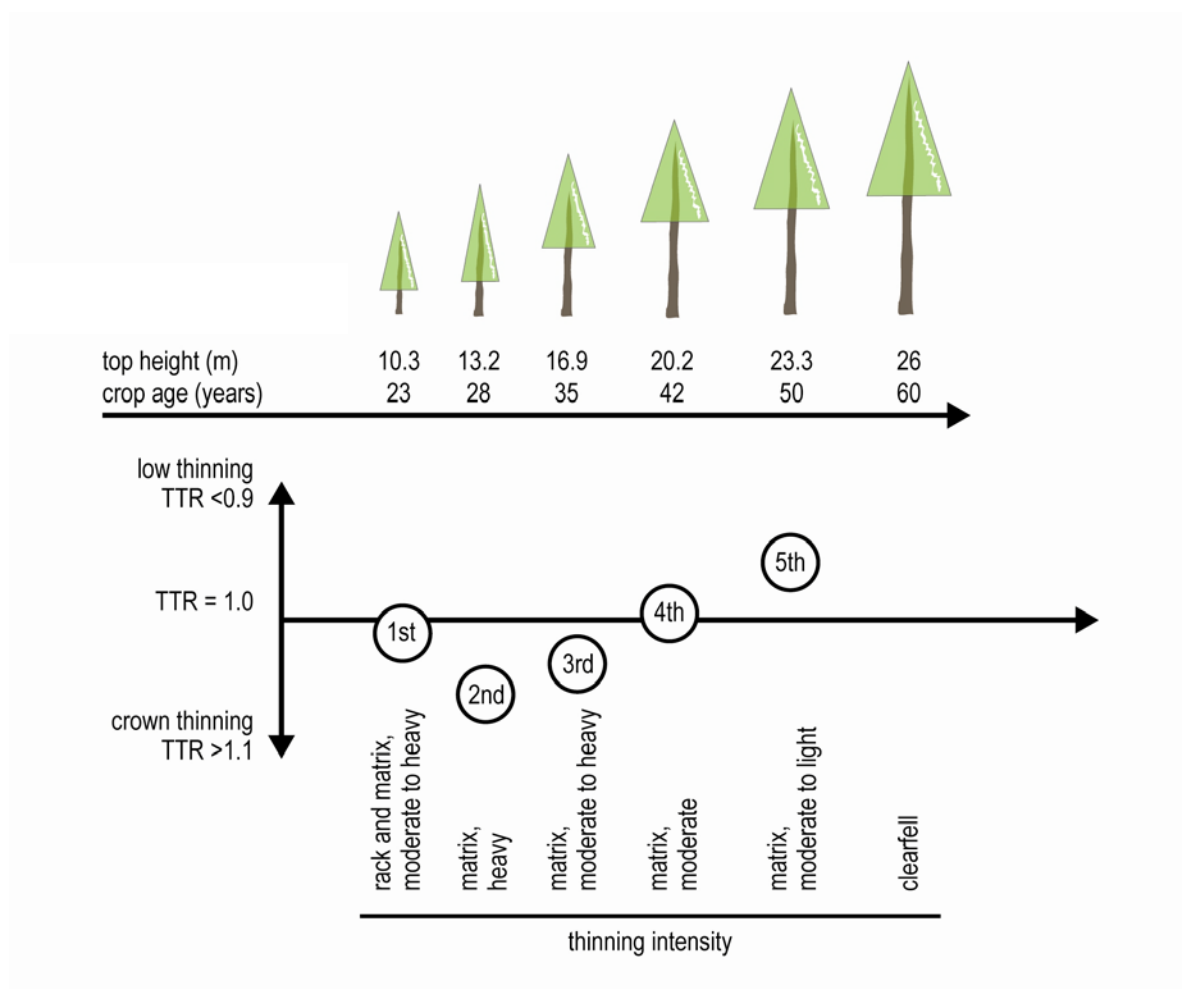 top height (m) 10.3 13.2 16.9 20.2 23.3 26
crop age (years) 23 28 35 42 50 60
low thinning
TTR <0.9
TTR = 1.0
crown thinning
TTR >1.1
1st
2nd
3rd
4th
5th
rack and matrix,
moderate to heavy
matrix,
heavy
matrix,
moderate to heavy
matrix,
moderate
matrix,
moderate to light
clearfell
thinning intensity